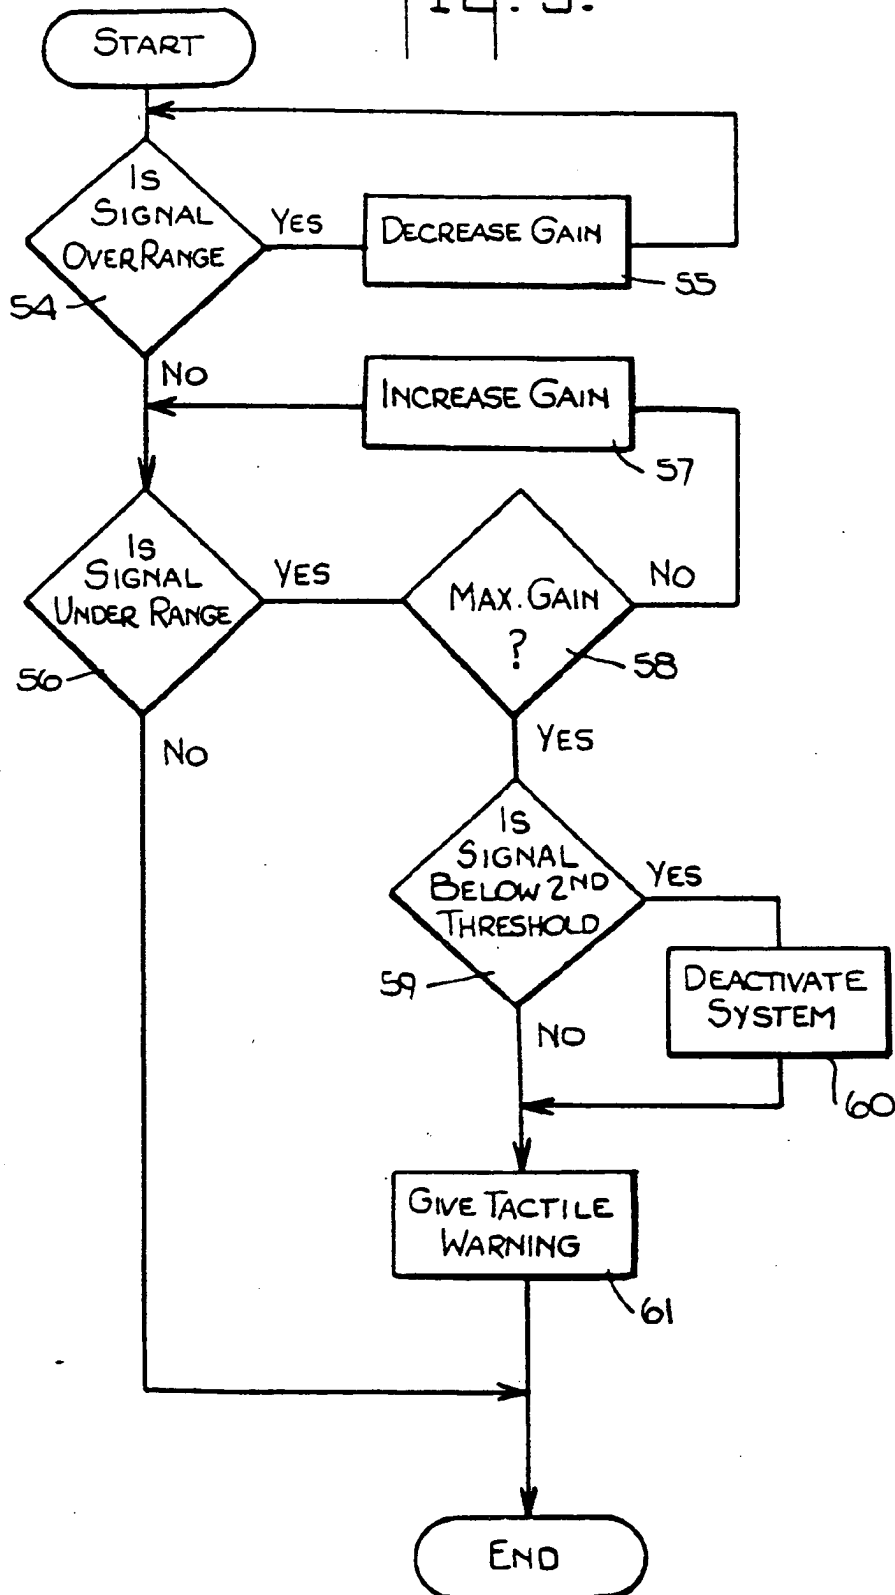 START
IS
SIGNAL
OVER RANGE
54
YES
DECREASE GAIN
55
NO
INCREASE GAIN
57
IS
SIGNAL
UNDER RANGE
56
YES
MAX. GAIN
?
58
NO
NO
YES
IS
SIGNAL
BELOW 2ND
THRESHOLD
59
YES
DEACTIVATE
SYSTEM
60
NO
GIVE TACTILE
WARNING
61
END